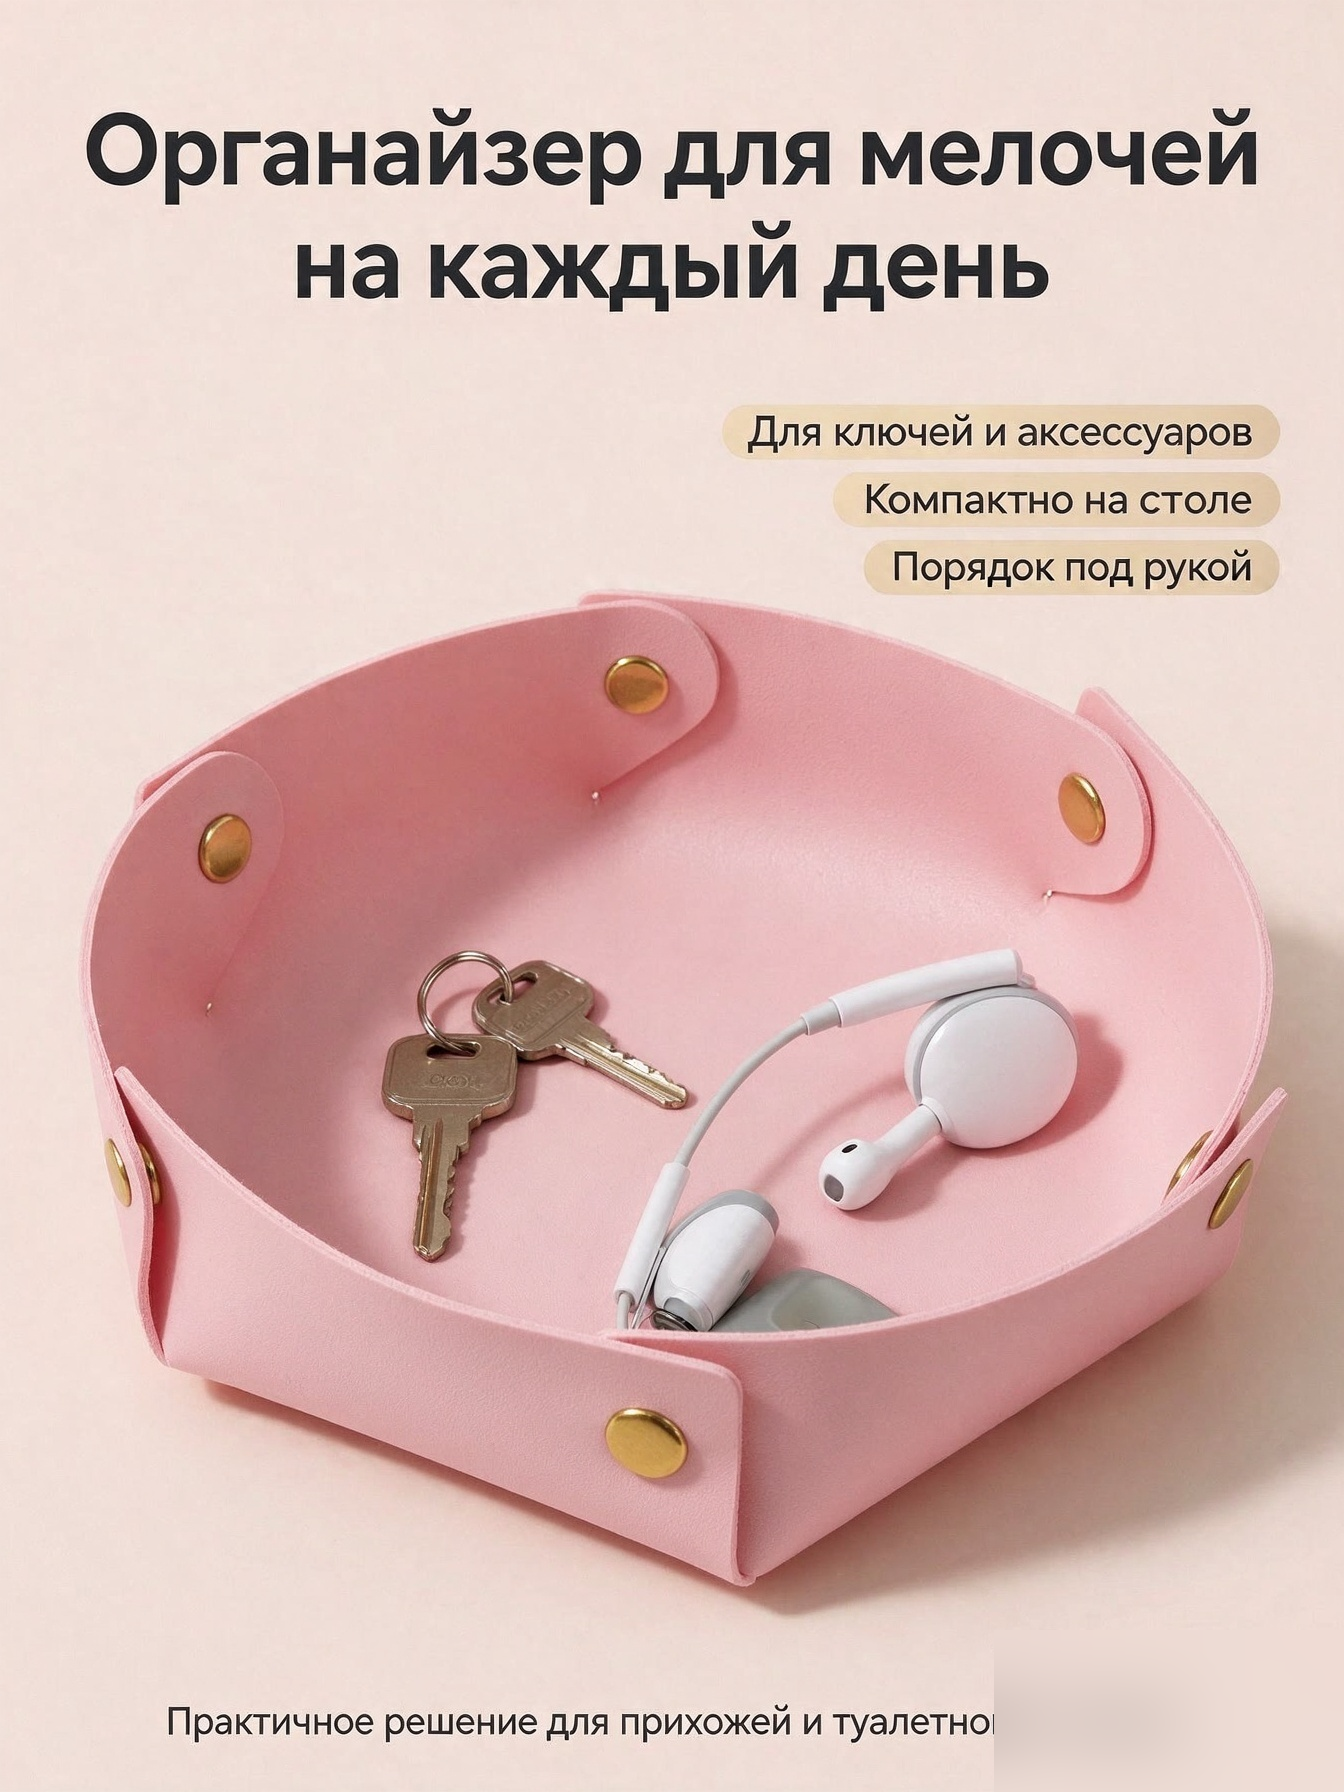 Органайзер для мелочей
на каждый день
Для ключей и аксессуаров
Компактно на столе
Порядок под рукой
Практичное решение для прихожей и